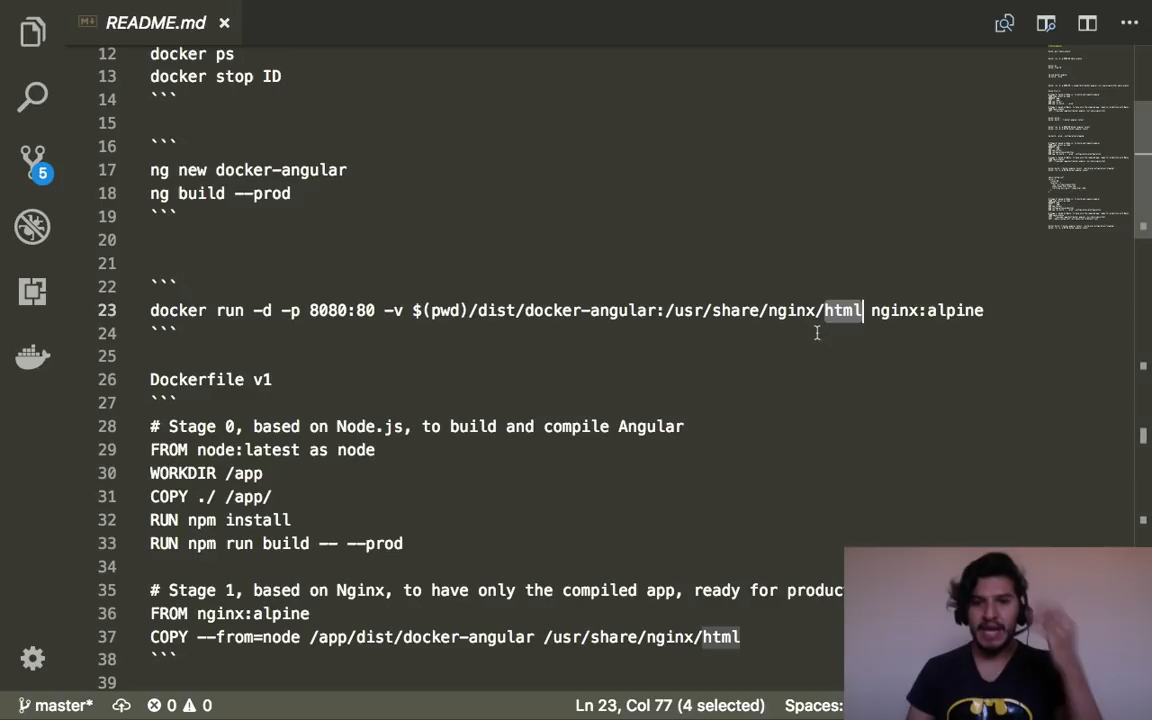 README.md ×
12 docker ps
13 docker stop ID
14 ```
15
16 ```
17 ng new docker-angular
18 ng build --prod
19 ```
20
21
22 ```
23 docker run -d -p 8080:80 -v $(pwd)/dist/docker-angular:/usr/share/nginx/html nginx:alpine
24 ```
25
26 Dockerfile v1
27 ```
28 # Stage 0, based on Node.js, to build and compile Angular
29 FROM node:latest as node
30 WORKDIR /app
31 COPY ./ /app/
32 RUN npm install
33 RUN npm run build -- --prod
34
35 # Stage 1, based on Nginx, to have only the compiled app, ready for produc
36 FROM nginx:alpine
37 COPY --from=node /app/dist/docker-angular /usr/share/nginx/html
38 ```
39
5
master* 0 0 Ln 23, Col 77 (4 selected) Spaces: